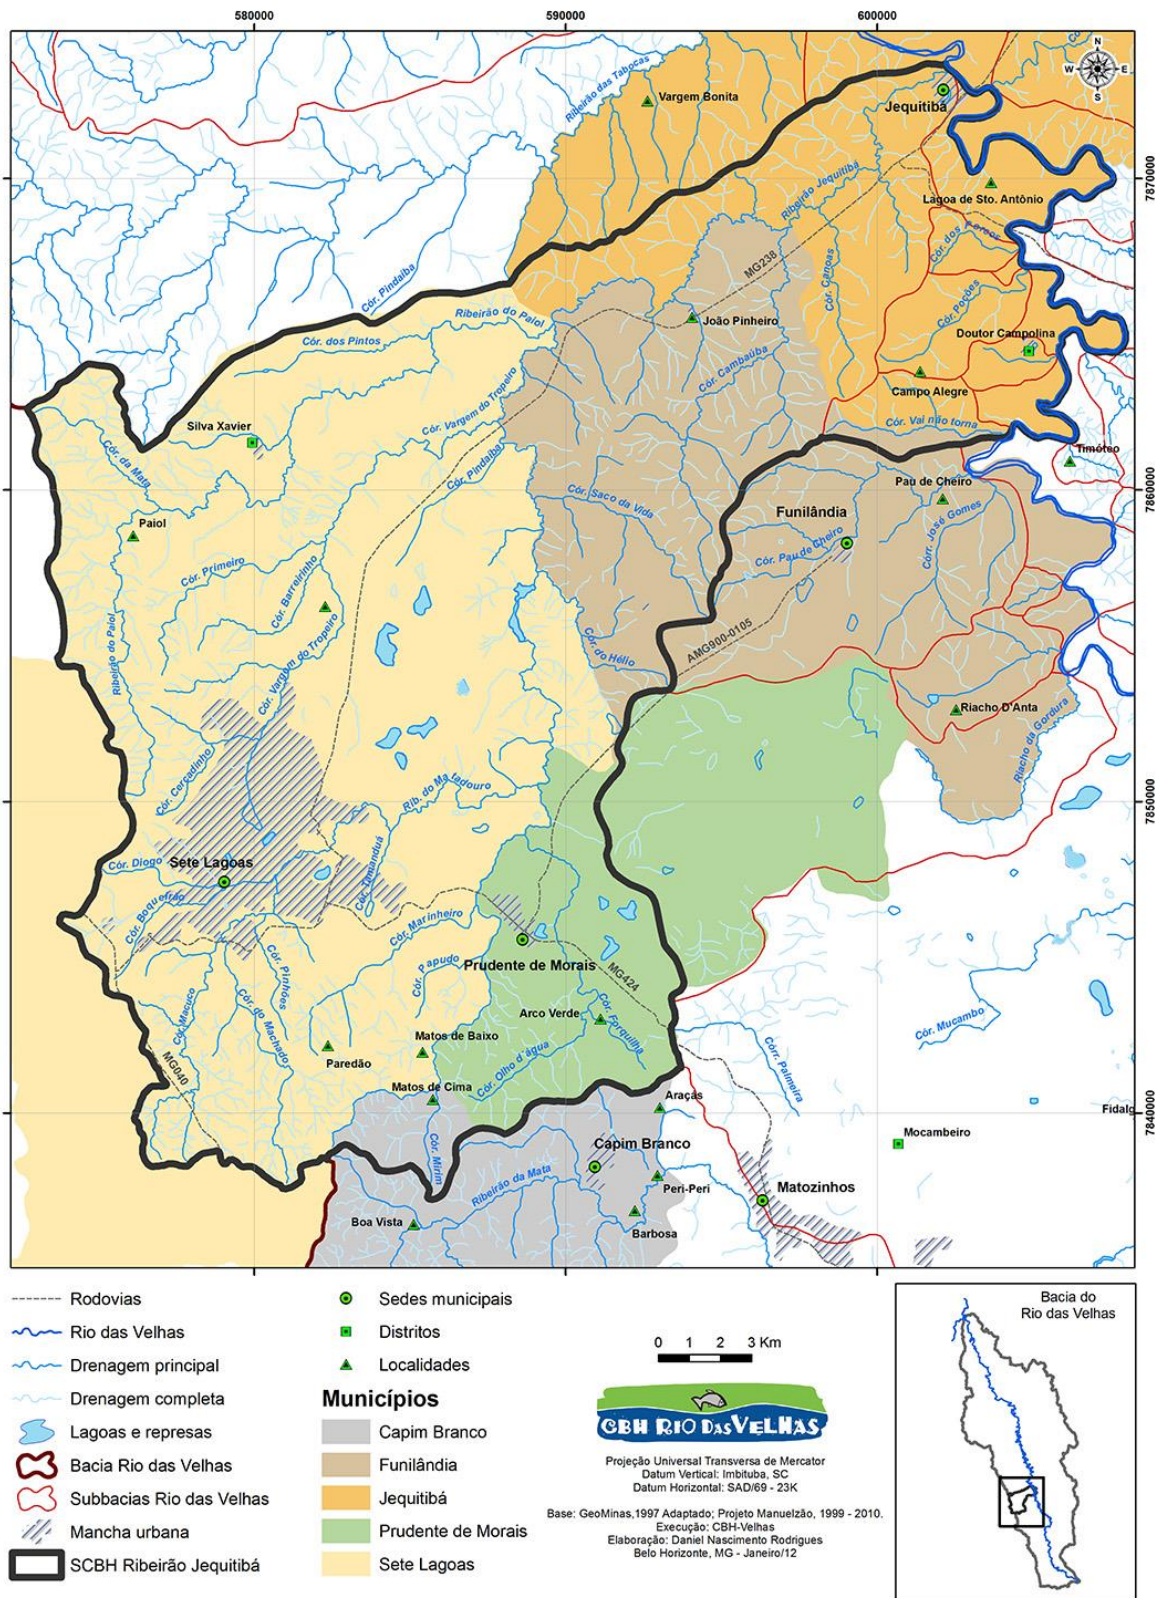 580000
590000
600000
N
W
E
S
Ribeirão das Tabocas
Vargem Bonita
Jequitibá
7870000
Lagoa de Sto. Antônio
Ribeirão Jequitibá
Cór. dos Porcos
Cór. Pindaíba
MG238
Cór. Canoas
Cór. Poções
Ribeirão do Paiol
João Pinheiro
Doutor Campolina
Cór. dos Pintos
Cór. Cambaúba
Campo Alegre
Cór. Vargem do Tropeiro
Silva Xavier
Cór. Vai não torna
Timóteo
Cór. da Mata
Cór. Pindaíba
Pau de Cheiro
7860000
Cór. Saco da Vida
Funilândia
Paiol
Córr. José Gomes
Cór. Pau de Cheiro
Cór. Primeiro
Cór. Barreirinho
Ribeirão do Paiol
Cór. Vargem do Tropeiro
Cór. do Hélio
AMG900-0105
Riacho D'Anta
Riacho da Gordura
Cór. Cercadinho
Rib. do Matadouro
7850000
Cór. Diogo
Sete Lagoas
Cór. Tamanduá
Cór. Boqueirão
Cór. Marinheiro
Cór. Pinhões
Cór. Papudo
Prudente de Morais
MG424
Cór. Macuco
Cór. do Machado
Arco Verde
Cór. Forquilha
Cór. Mucambo
Matos de Baixo
Paredão
Cór. Olho d'água
Córr. Palmeira
MG040
Matos de Cima
Araçás
Fidalg
7840000
Mocambeiro
Capim Branco
Cór. Mirim
Ribeirão da Mata
Peri-Peri
Matozinhos
Boa Vista
Barbosa
Rodovias
Rio das Velhas
Drenagem principal
Drenagem completa
Lagoas e represas
Bacia Rio das Velhas
Subbacias Rio das Velhas
Mancha urbana
SCBH Ribeirão Jequitibá
Sedes municipais
Distritos
Localidades
Municípios
Capim Branco
Funilândia
Jequitibá
Prudente de Morais
Sete Lagoas
0 1 2 3 Km
CBH RIO DAS VELHAS
Projeção Universal Transversa de Mercator
Datum Vertical: Imbituba, SC
Datum Horizontal: SAD/69 - 23K
Base: GeoMinas,1997 Adaptado; Projeto Manuelzão, 1999 - 2010.
Execução: CBH-Velhas
Elaboração: Daniel Nascimento Rodrigues
Belo Horizonte, MG - Janeiro/12
Bacia do
Rio das Velhas